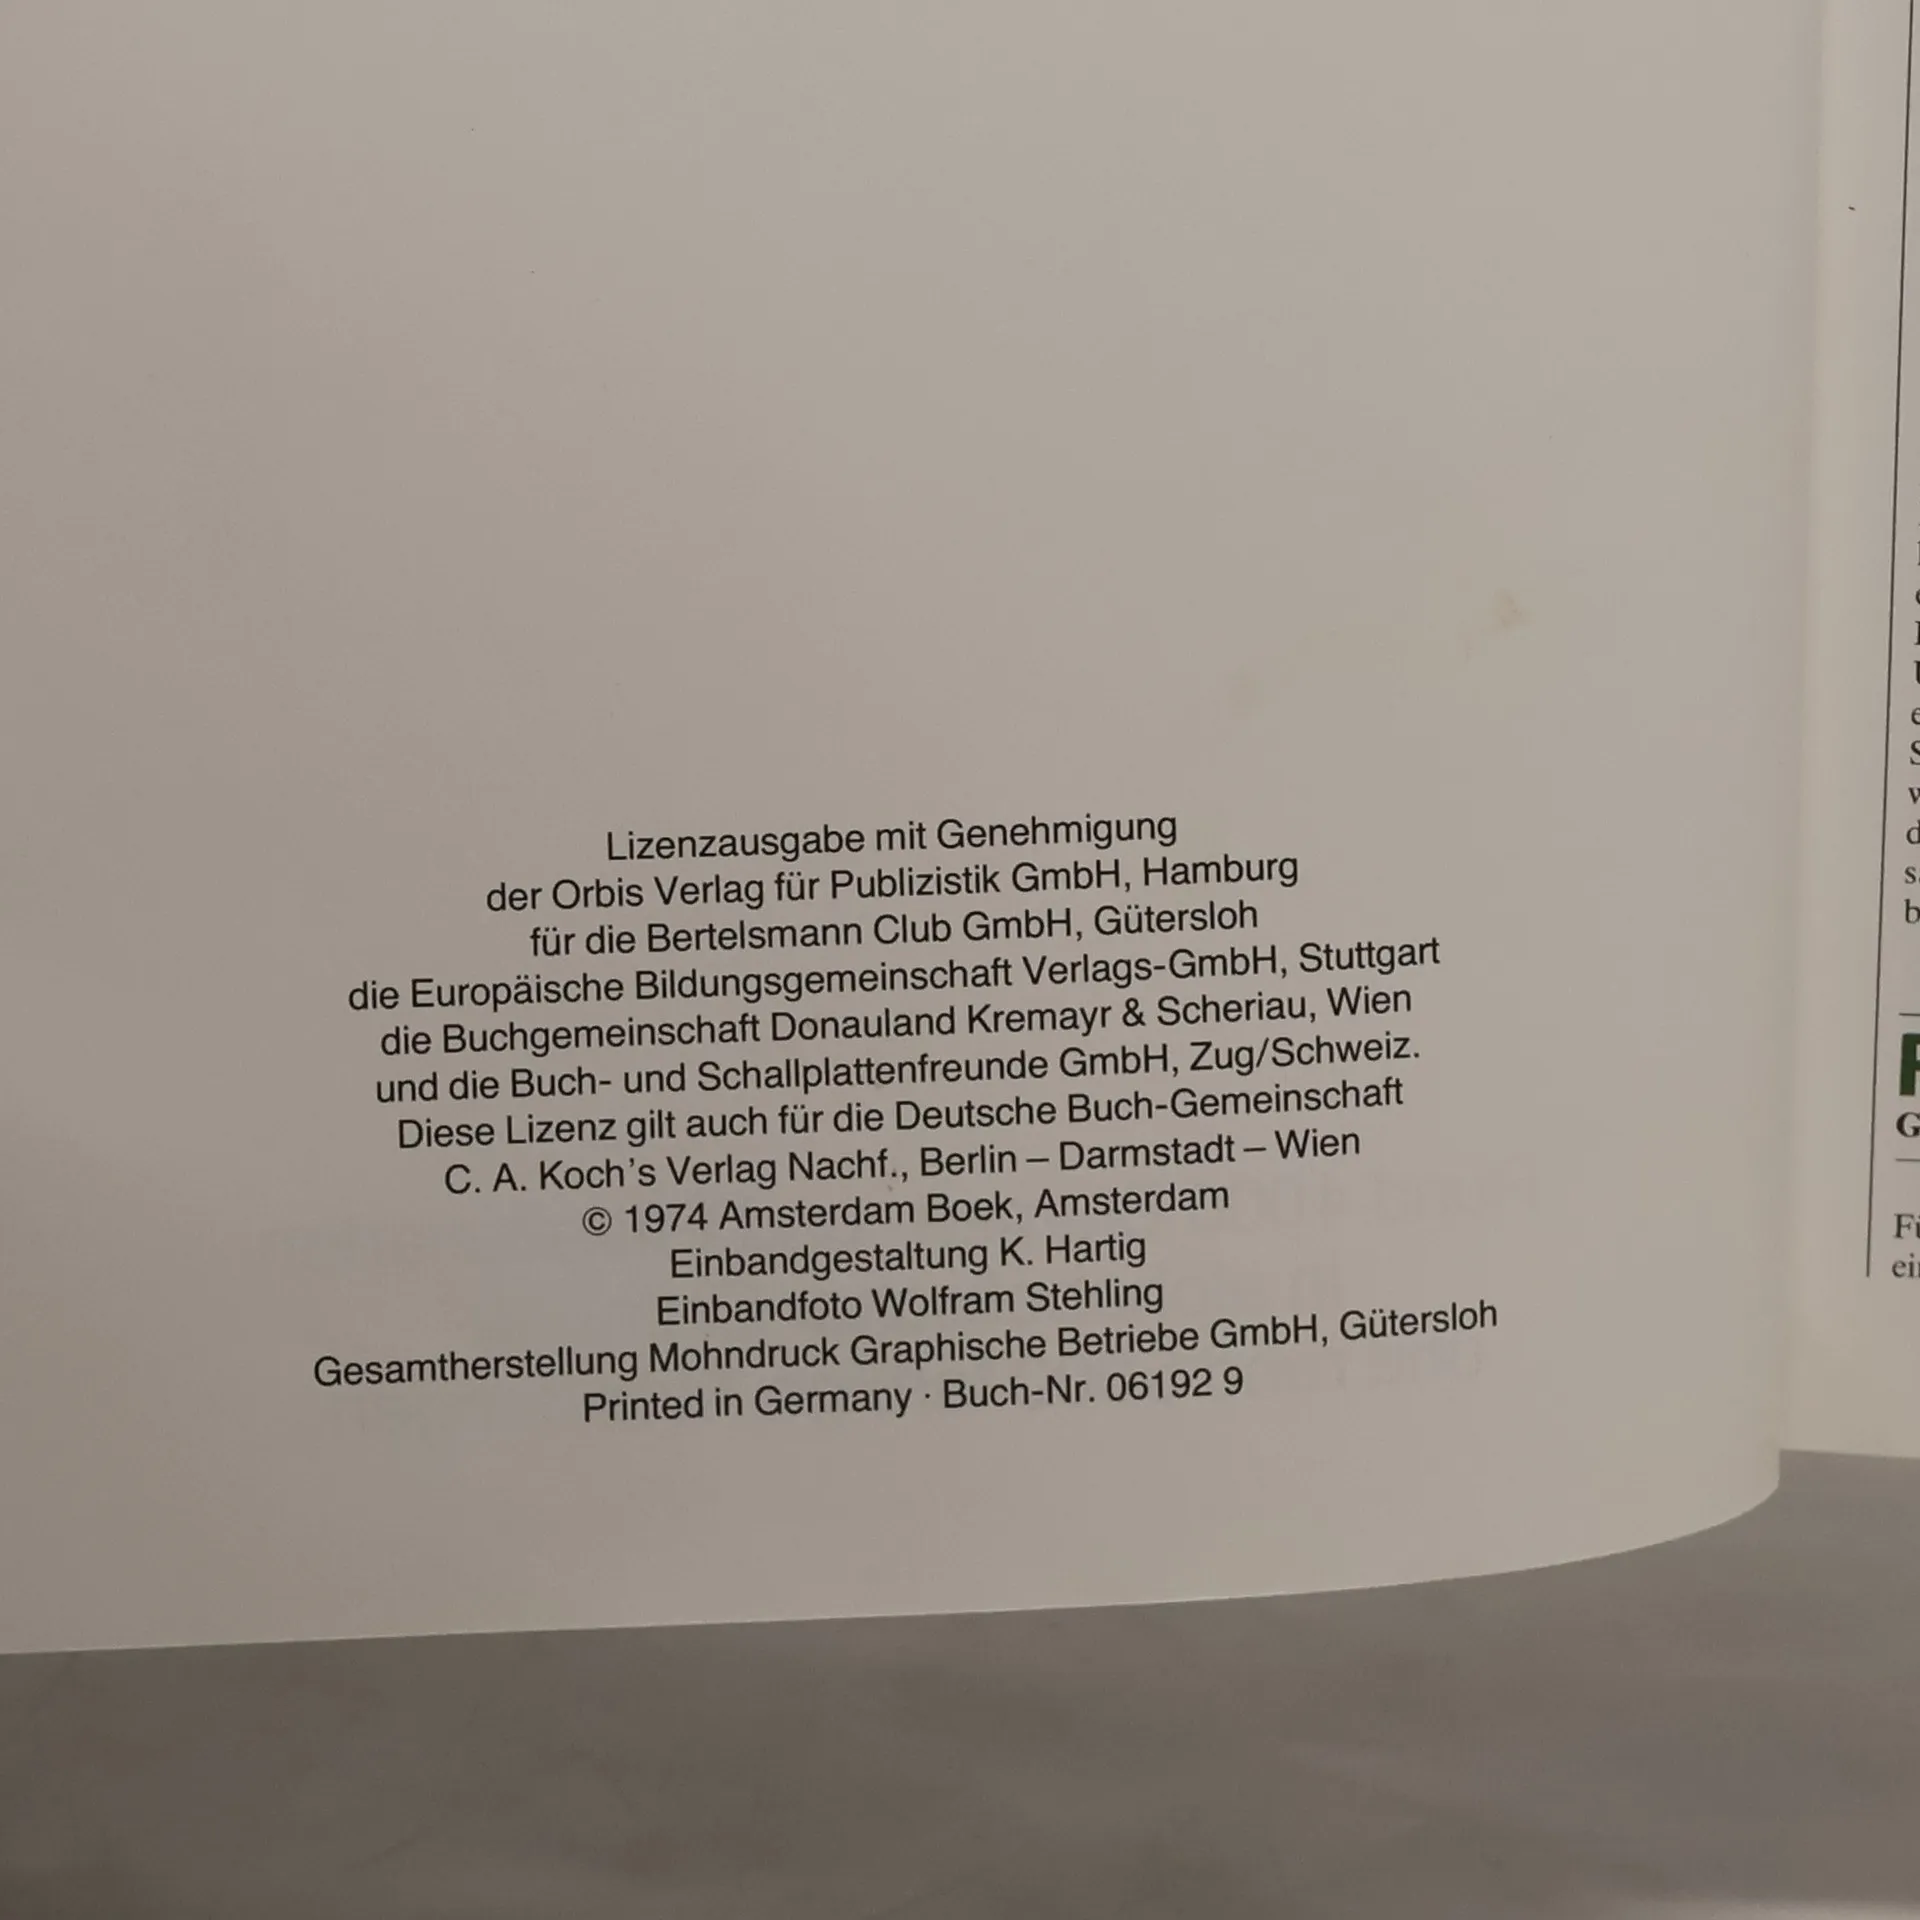 Lizenzausgabe mit Genehmigung
der Orbis Verlag für Publizistik GmbH, Hamburg
für die Bertelsmann Club GmbH, Gütersloh
die Europäische Bildungsgemeinschaft Verlags-GmbH, Stuttgart
die Buchgemeinschaft Donauland Kremayr & Scheriau, Wien
und die Buch- und Schallplattenfreunde GmbH, Zug/Schweiz.
Diese Lizenz gilt auch für die Deutsche Buch-Gemeinschaft
C. A. Koch’s Verlag Nachf., Berlin – Darmstadt – Wien
© 1974 Amsterdam Boek, Amsterdam
Einbandgestaltung K. Hartig
Einbandfoto Wolfram Stehling
Gesamtherstellung Mohndruck Graphische Betriebe GmbH, Gütersloh
Printed in Germany · Buch-Nr. 06192 9